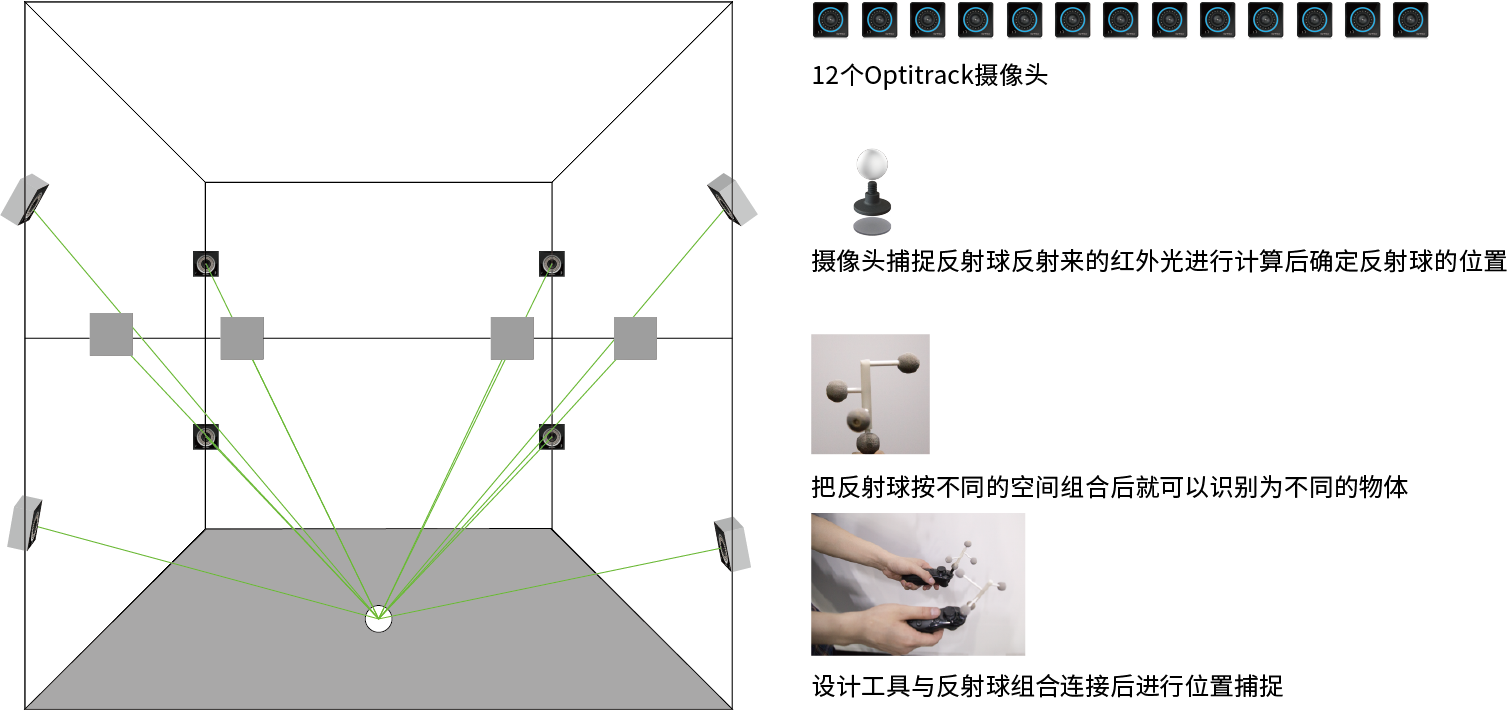 12个Optitrack摄像头
摄像头捕捉反射球反射来的红外光进行计算后确定反射球的位置
把反射球按不同的空间组合后就可以识别为不同的物体
设计工具与反射球组合连接后进行位置捕捉